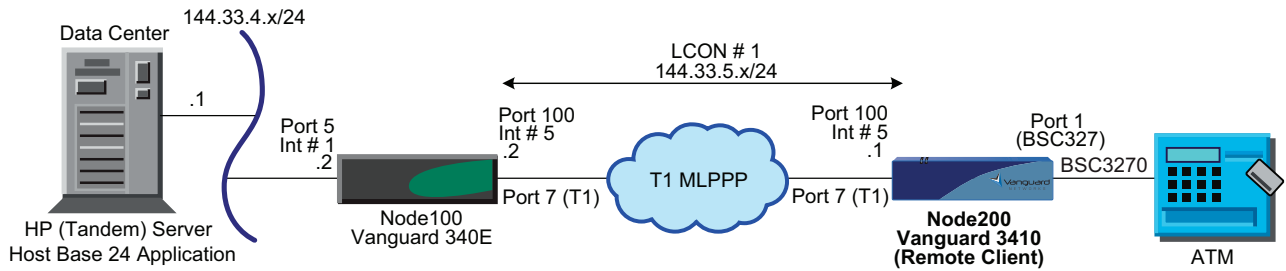 144.33.4.x/24
Data Center
.1
HP (Tandem) Server
Host Base 24 Application
Port 5
Int # 1
.2
Node100
Vanguard 340E
Port 100
Int # 5
.2
Port 7 (T1)
LCON # 1
144.33.5.x/24
T1 MLPPP
Port 100
Int # 5
.1
Port 7 (T1)
Vanguard
NETWORKS
Node200
Vanguard 3410
(Remote Client)
Port 1
(BSC327)
BSC3270
ATM